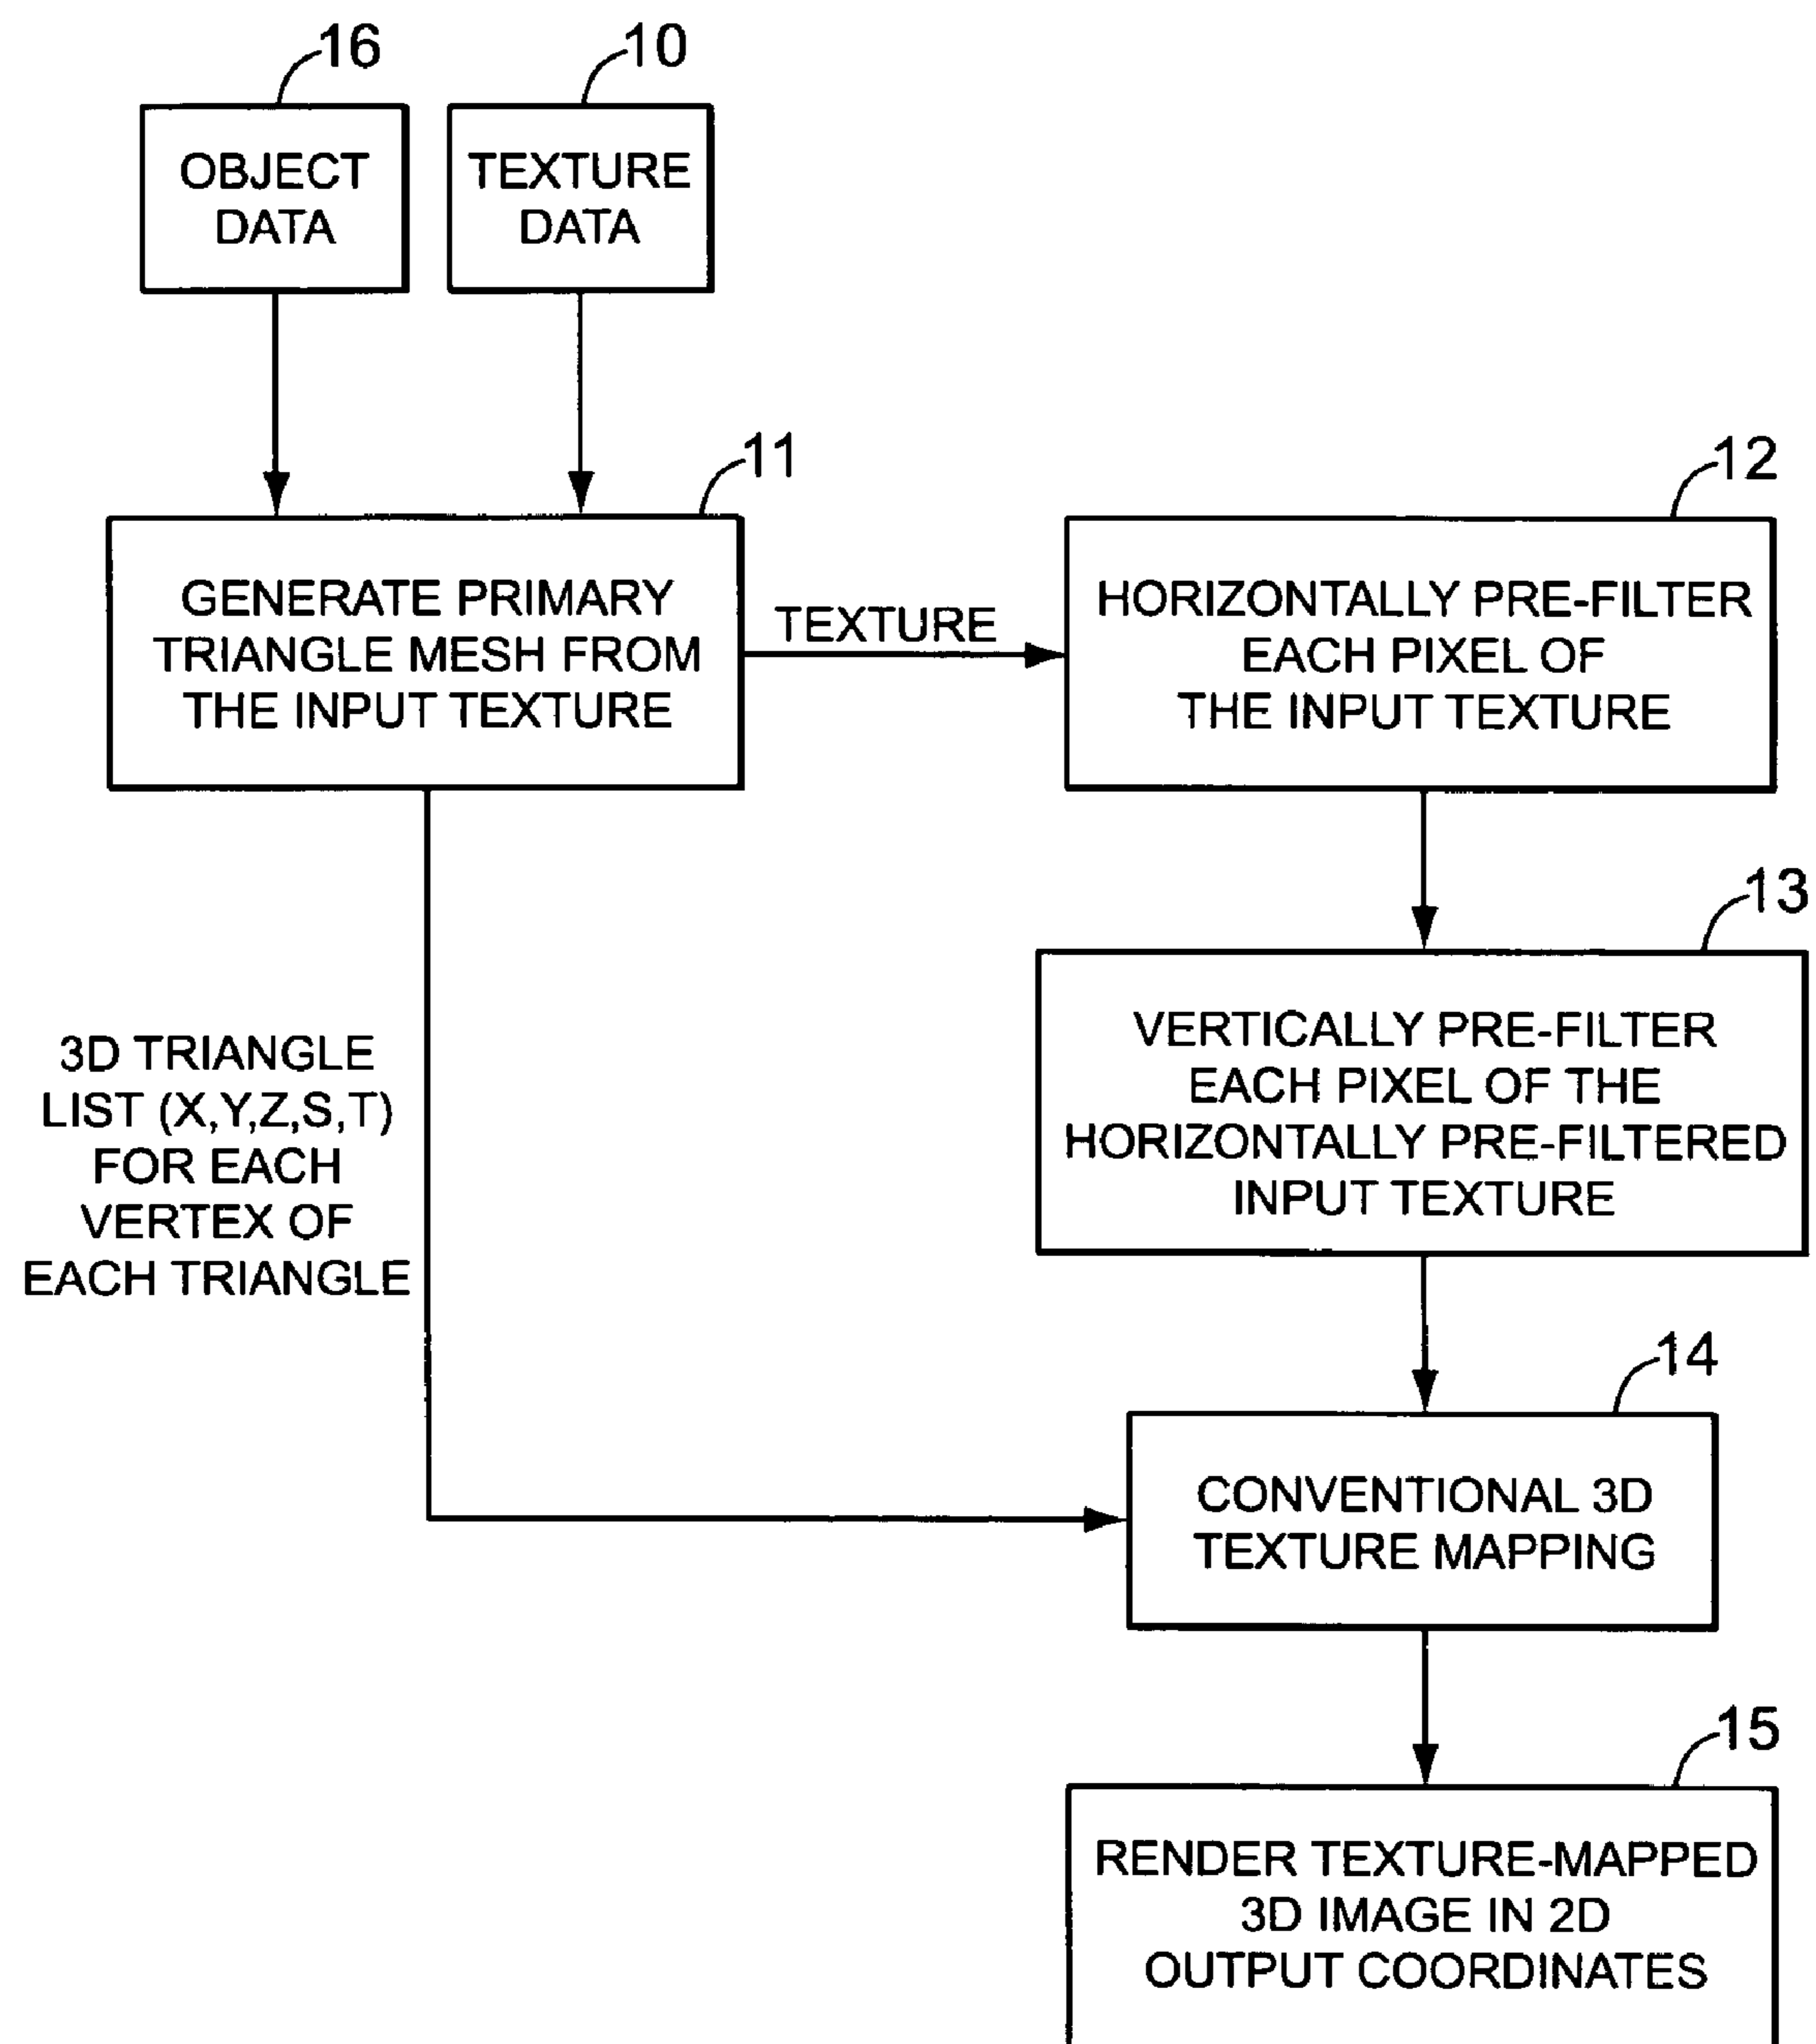 16
10
OBJECT
DATA
TEXTURE
DATA
11
12
GENERATE PRIMARY
TRIANGLE MESH FROM
THE INPUT TEXTURE
TEXTURE
HORIZONTALLY PRE-FILTER
EACH PIXEL OF
THE INPUT TEXTURE
13
3D TRIANGLE
LIST (X,Y,Z,S,T)
FOR EACH
VERTEX OF
EACH TRIANGLE
VERTICALLY PRE-FILTER
EACH PIXEL OF THE
HORIZONTALLY PRE-FILTERED
INPUT TEXTURE
14
CONVENTIONAL 3D
TEXTURE MAPPING
15
RENDER TEXTURE-MAPPED
3D IMAGE IN 2D
OUTPUT COORDINATES